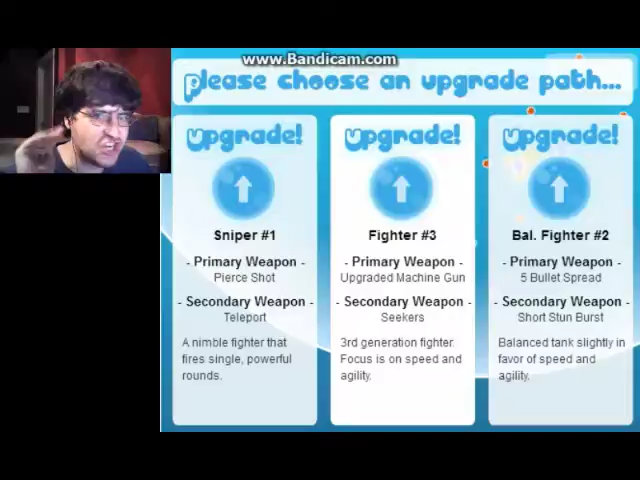 www.Bandicam.com
please choose an upgrade path...
Upgrade!
Sniper #1
- Primary Weapon -
Pierce Shot
- Secondary Weapon -
Teleport
A nimble fighter that
fires single, powerful
rounds.
Upgrade!
Fighter #3
- Primary Weapon -
Upgraded Machine Gun
- Secondary Weapon -
Seekers
3rd generation fighter.
Focus is on speed and
agility.
Upgrade!
Bal. Fighter #2
- Primary Weapon -
5 Bullet Spread
- Secondary Weapon -
Short Stun Burst
Balanced tank slightly in
favor of speed and
agility.